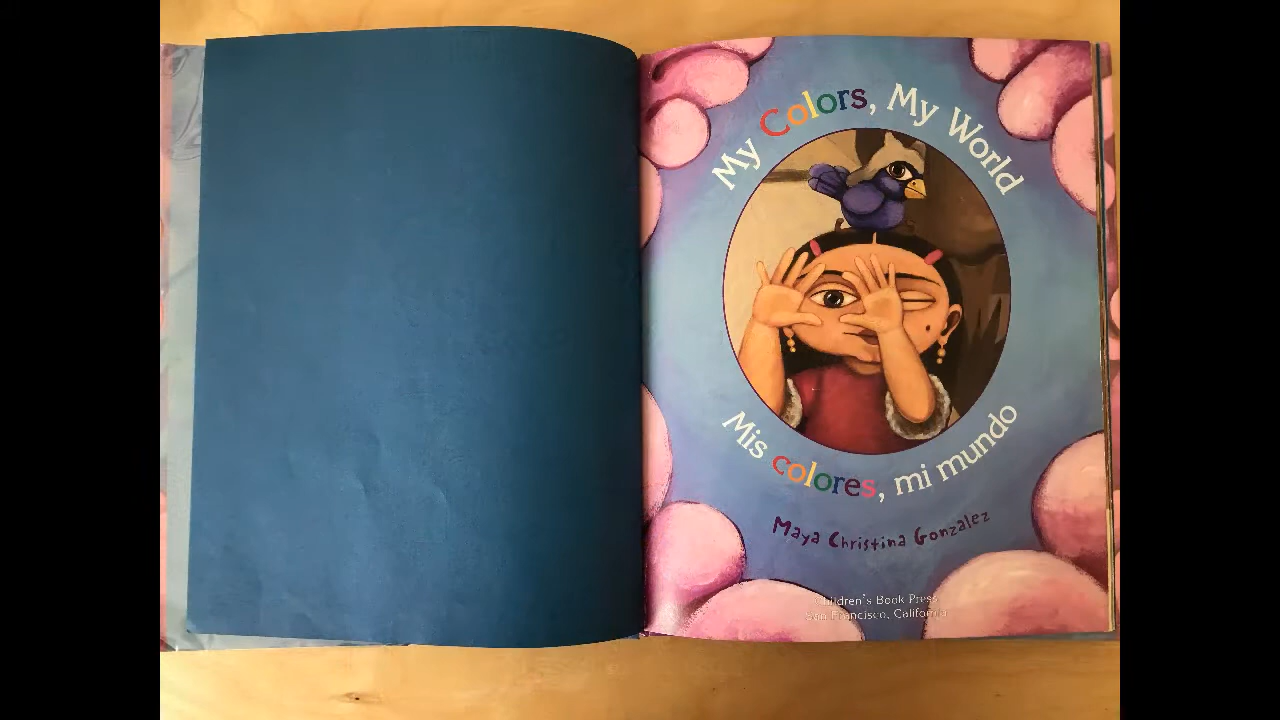 My Colors, My World
Mis colores, mi mundo
Maya Christina Gonzalez
Children's Book Press
San Francisco, California